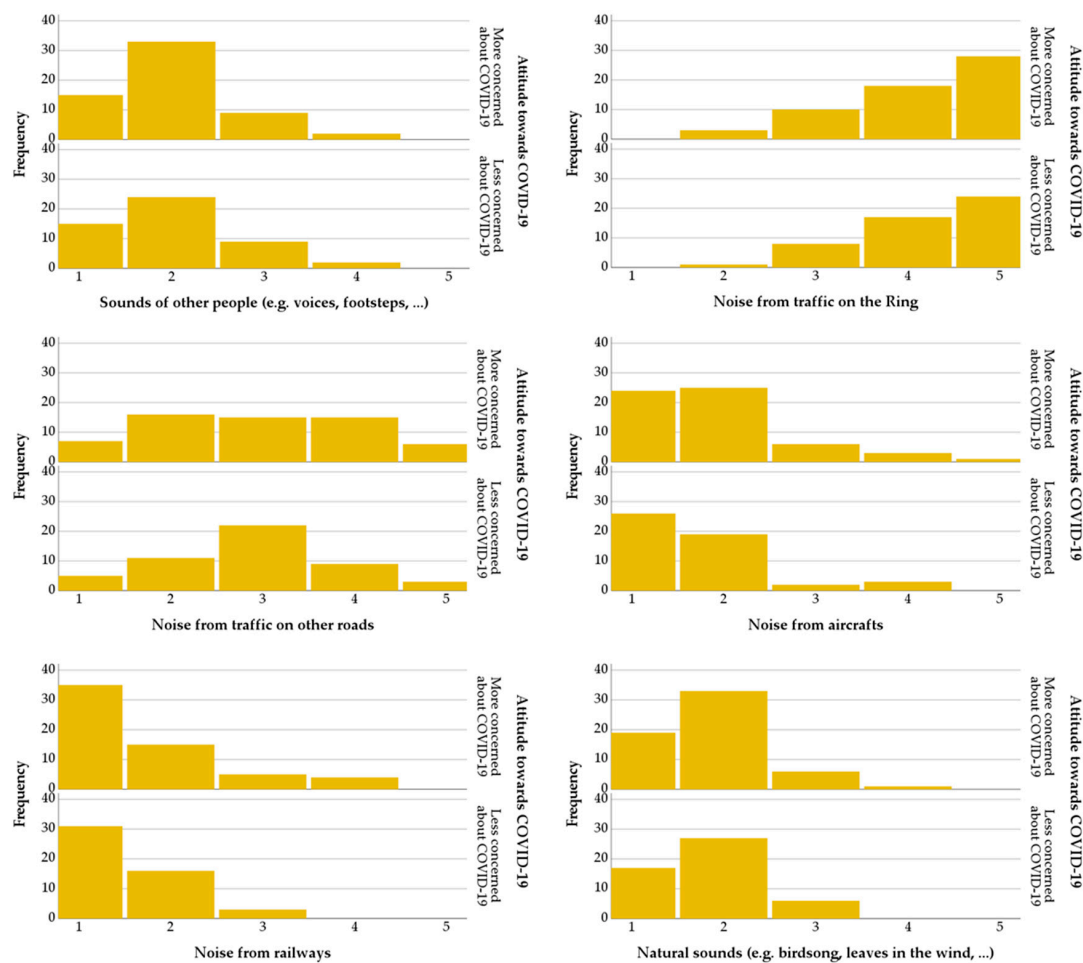 Frequency
40
30
20
10
0
40
30
20
10
0
1 2 3 4 5
Sounds of other people (e.g. voices, footsteps, ...)
More concerned
about COVID-19
Less concerned
about COVID-19
Attitude towards COVID-19
Frequency
40
30
20
10
0
40
30
20
10
0
1 2 3 4 5
Noise from traffic on the Ring
More concerned
about COVID-19
Less concerned
about COVID-19
Attitude towards COVID-19
Frequency
40
30
20
10
0
40
30
20
10
0
1 2 3 4 5
Noise from traffic on other roads
More concerned
about COVID-19
Less concerned
about COVID-19
Attitude towards COVID-19
Frequency
40
30
20
10
0
40
30
20
10
0
1 2 3 4 5
Noise from aircrafts
More concerned
about COVID-19
Less concerned
about COVID-19
Attitude towards COVID-19
Frequency
40
30
20
10
0
40
30
20
10
0
1 2 3 4 5
Noise from railways
More concerned
about COVID-19
Less concerned
about COVID-19
Attitude towards COVID-19
Frequency
40
30
20
10
0
40
30
20
10
0
1 2 3 4 5
Natural sounds (e.g. birdsong, leaves in the wind, ...)
More concerned
about COVID-19
Less concerned
about COVID-19
Attitude towards COVID-19